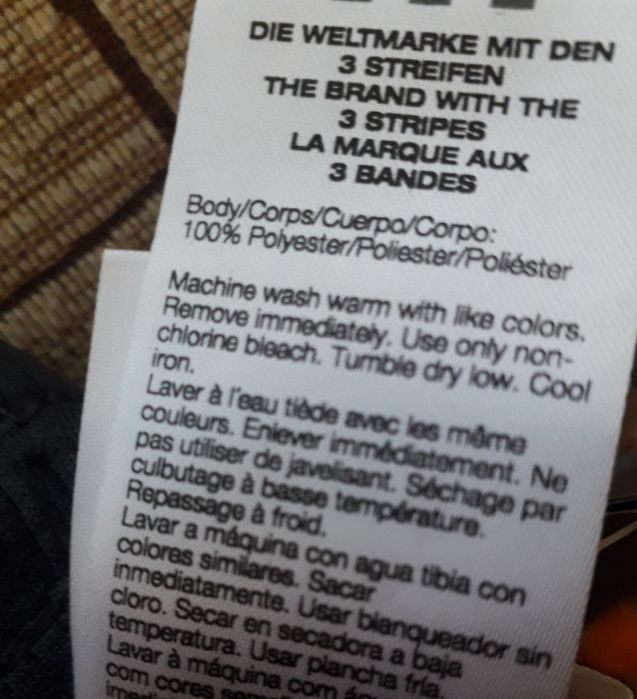 DIE WELTMARKE MIT DEN
3 STREIFEN
THE BRAND WITH THE
3 STRIPES
LA MARQUE AUX
3 BANDES
Body/Corps/Cuerpo/Corpo:
100% Polyester/Poliester/Poliéster
Machine wash warm with like colors.
Remove immediately. Use only non-
chlorine bleach. Tumble dry low. Cool
iron.
Laver à l'eau tiède avec les même
couleurs. Enlever immédiatement. Ne
pas utiliser de javelisant. Séchage par
culbutage à basse température.
Repassage à froid.
Lavar a máquina con agua tibia con
colores similares. Sacar
inmediatamente. Usar blanqueador sin
cloro. Secar en secadora a baja
temperatura. Usar plancha fría.
Lavar à máquina com
com cores